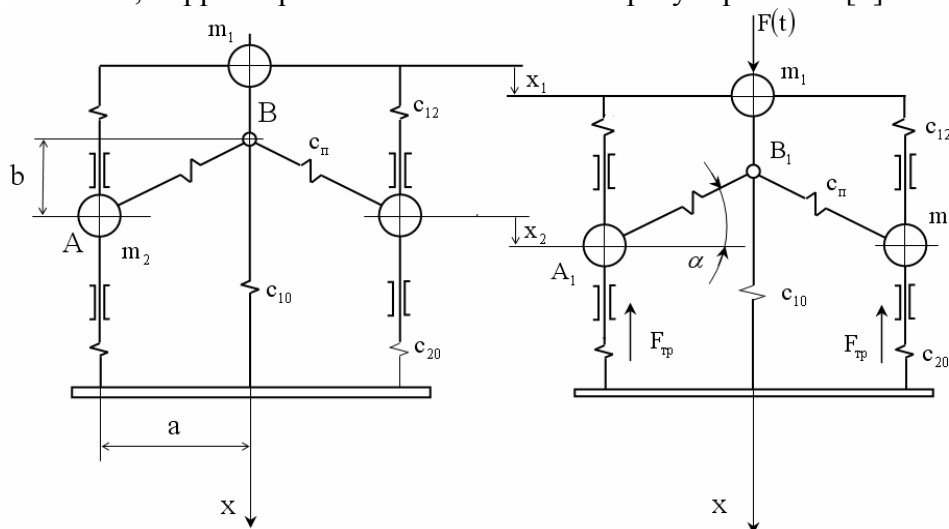 m₁
B
c₁₂
b
cп
A
m₂
c₁₀
c₂₀
a
x
F(t)
x₁
m₁
c₁₂
B₁
cп
m
x₂
A₁
α
c₁₀
Fтр
Fтр
c₂₀
x